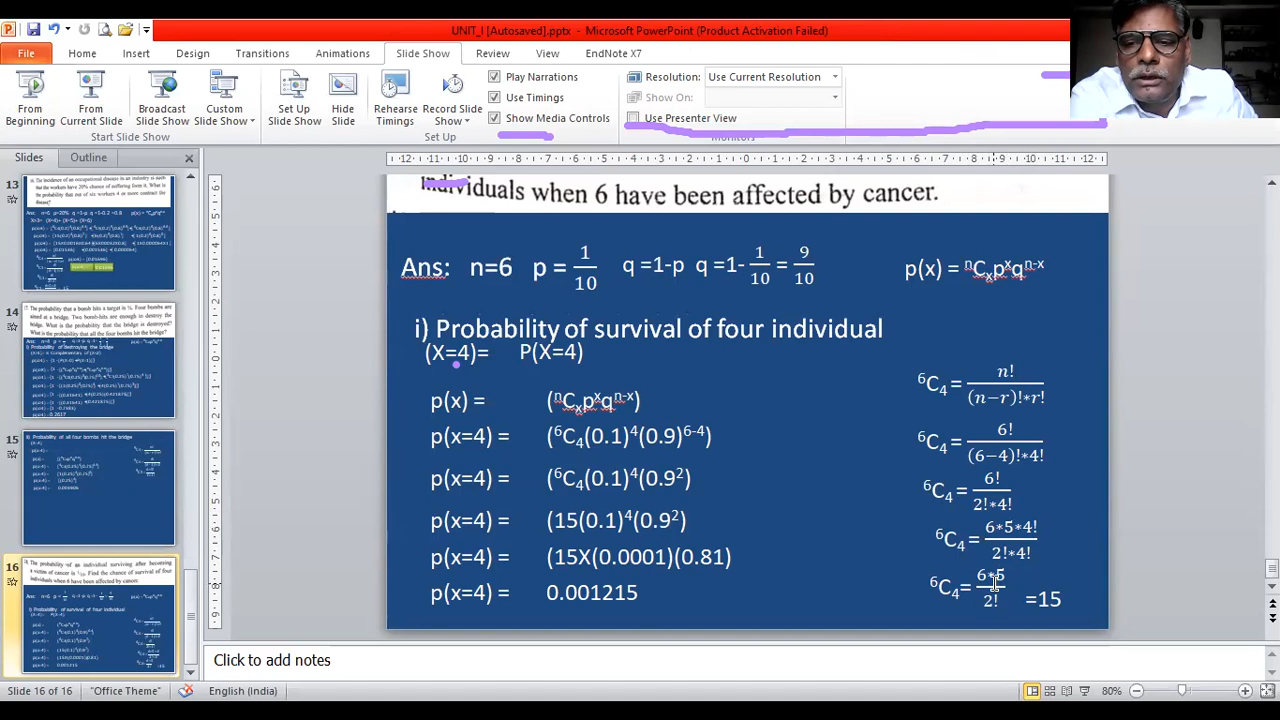 UNIT_I [Autosaved].pptx - Microsoft PowerPoint (Product Activation Failed)
File Home Insert Design Transitions Animations Slide Show Review View EndNote X7
From Beginning
From Current Slide
Broadcast Slide Show
Custom Slide Show
Start Slide Show
Set Up Slide Show
Hide Slide
Rehearse Timings
Record Slide Show
Play Narrations
Use Timings
Show Media Controls
Set Up
Resolution: Use Current Resolution
Show On:
Use Presenter View
Monitors
Slides Outline
13
14
15
16
individuals when 6 have been affected by cancer.
Ans: n=6 p = 1/10 q =1-p q =1- 1/10 = 9/10 p(x) = ⁿCₓpˣqⁿ⁻ˣ
i) Probability of survival of four individual
(X=4)= P(X=4)
p(x) = (ⁿCₓpˣqⁿ⁻ˣ)
p(x=4) = (⁶C₄(0.1)⁴(0.9)⁶⁻⁴)
p(x=4) = (⁶C₄(0.1)⁴(0.9²)
p(x=4) = (15(0.1)⁴(0.9²)
p(x=4) = (15X(0.0001)(0.81)
p(x=4) = 0.001215
⁶C₄ = n!/(n−r)!∗r!
⁶C₄ = 6!/(6−4)!∗4!
⁶C₄ = 6!/2!∗4!
⁶C₄ = 6∗5∗4!/2!∗4!
⁶C₄= 6∗5/2! =15
Click to add notes
Slide 16 of 16 "Office Theme" English (India) 80%